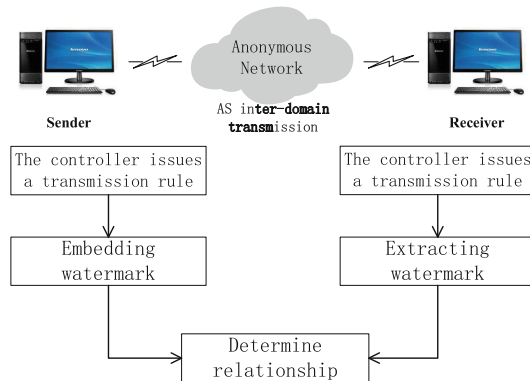 Anonymous
Network
AS inter-domain
transmission
Sender
Receiver
The controller issues
a transmission rule
The controller issues
a transmission rule
Embedding
watermark
Extracting
watermark
Determine
relationship